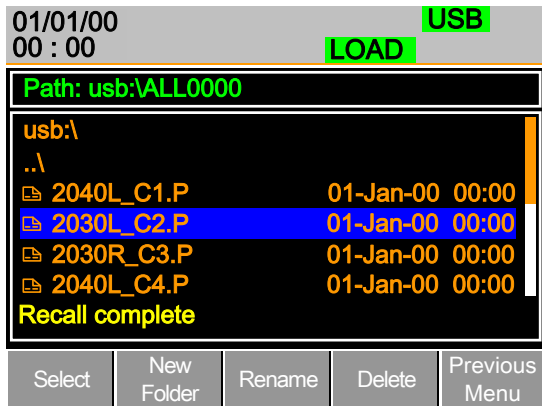 01/01/00 USB
00 : 00 LOAD
Path: usb:\ALL0000
usb:\
..\
2040L_C1.P 01-Jan-00 00:00
2030L_C2.P 01-Jan-00 00:00
2030R_C3.P 01-Jan-00 00:00
2040L_C4.P 01-Jan-00 00:00
Recall complete
Select New Folder Rename Delete Previous Menu